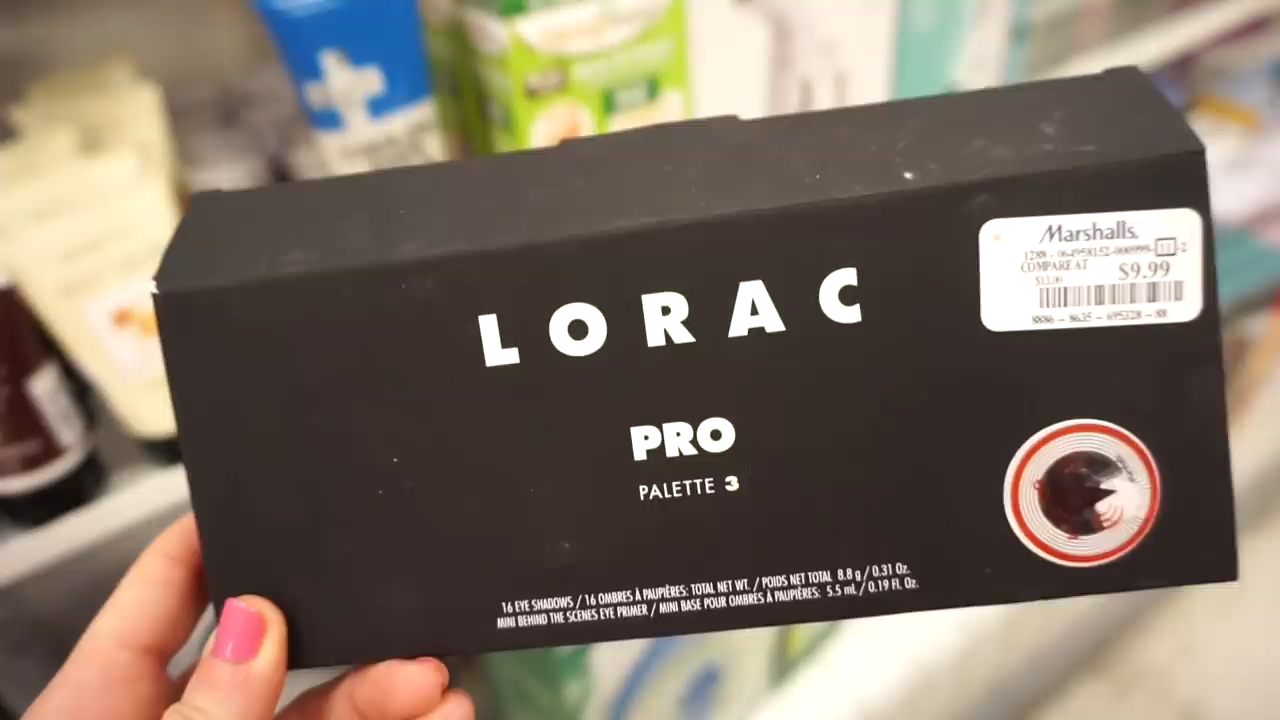 LORAC
PRO
PALETTE 3
16 EYE SHADOWS / 16 OMBRES À PAUPIÈRES: TOTAL NET WT. / POIDS NET TOTAL 8.8 g / 0.31 Oz.
MINI BEHIND THE SCENES EYE PRIMER / MINI BASE POUR OMBRES À PAUPIÈRES: 5.5 mL / 0.19 Fl. Oz.
Marshalls.
COMPARE AT $9.99